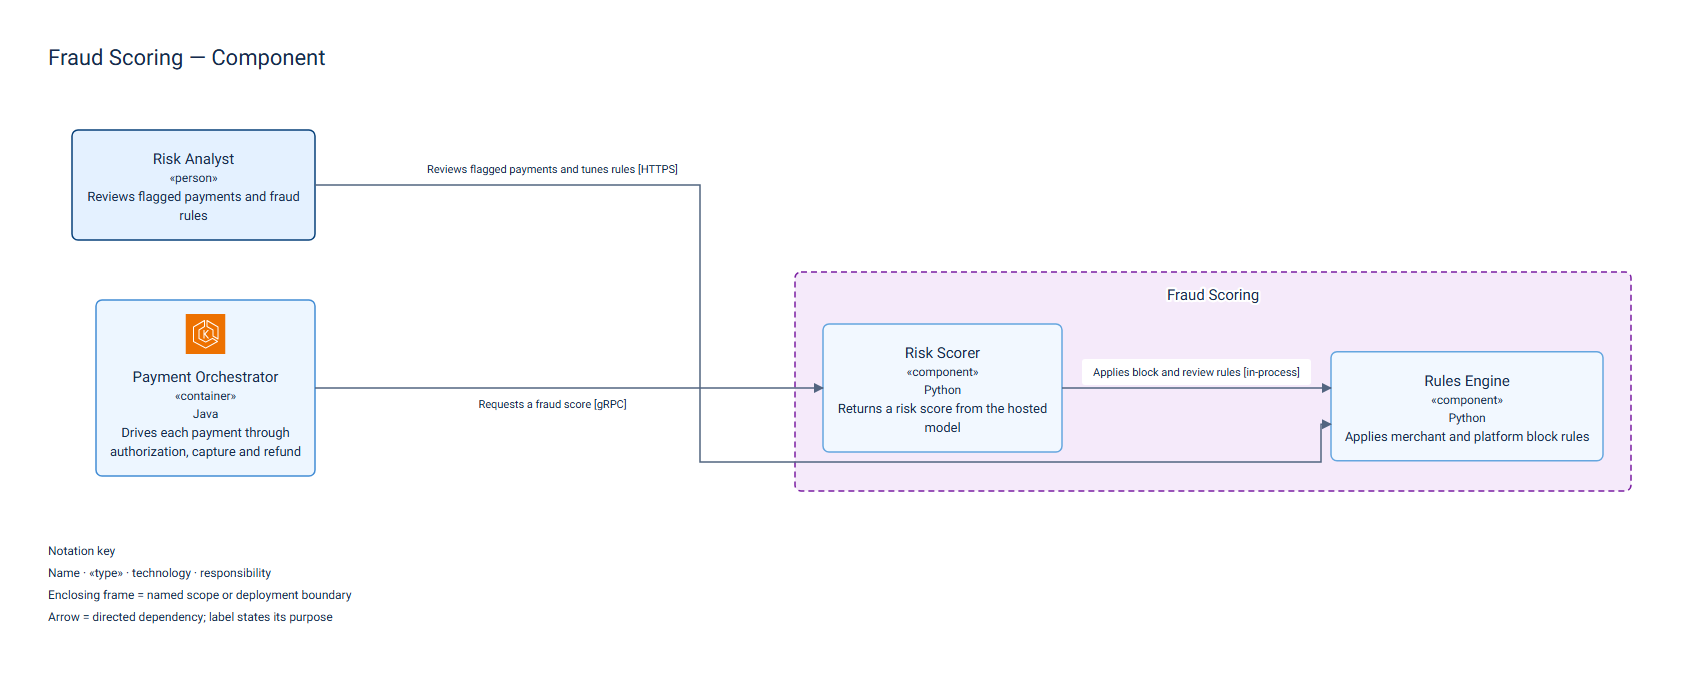 Fraud Scoring — Component
Risk Analyst
«person»
Reviews flagged payments and fraud
rules
Reviews flagged payments and tunes rules [HTTPS]
K
Payment Orchestrator
«container»
Java
Drives each payment through
authorization, capture and refund
Requests a fraud score [gRPC]
Fraud Scoring
Risk Scorer
«component»
Python
Returns a risk score from the hosted
model
Applies block and review rules [in-process]
Rules Engine
«component»
Python
Applies merchant and platform block rules
Notation key
Name · «type» · technology · responsibility
Enclosing frame = named scope or deployment boundary
Arrow = directed dependency; label states its purpose